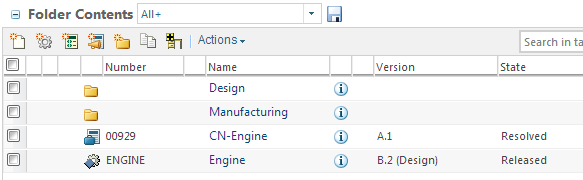 Folder Contents All+
Actions Search in ta
Number Name Version State
Design
Manufacturing
00929 CN-Engine A.1 Resolved
ENGINE Engine B.2 (Design) Released